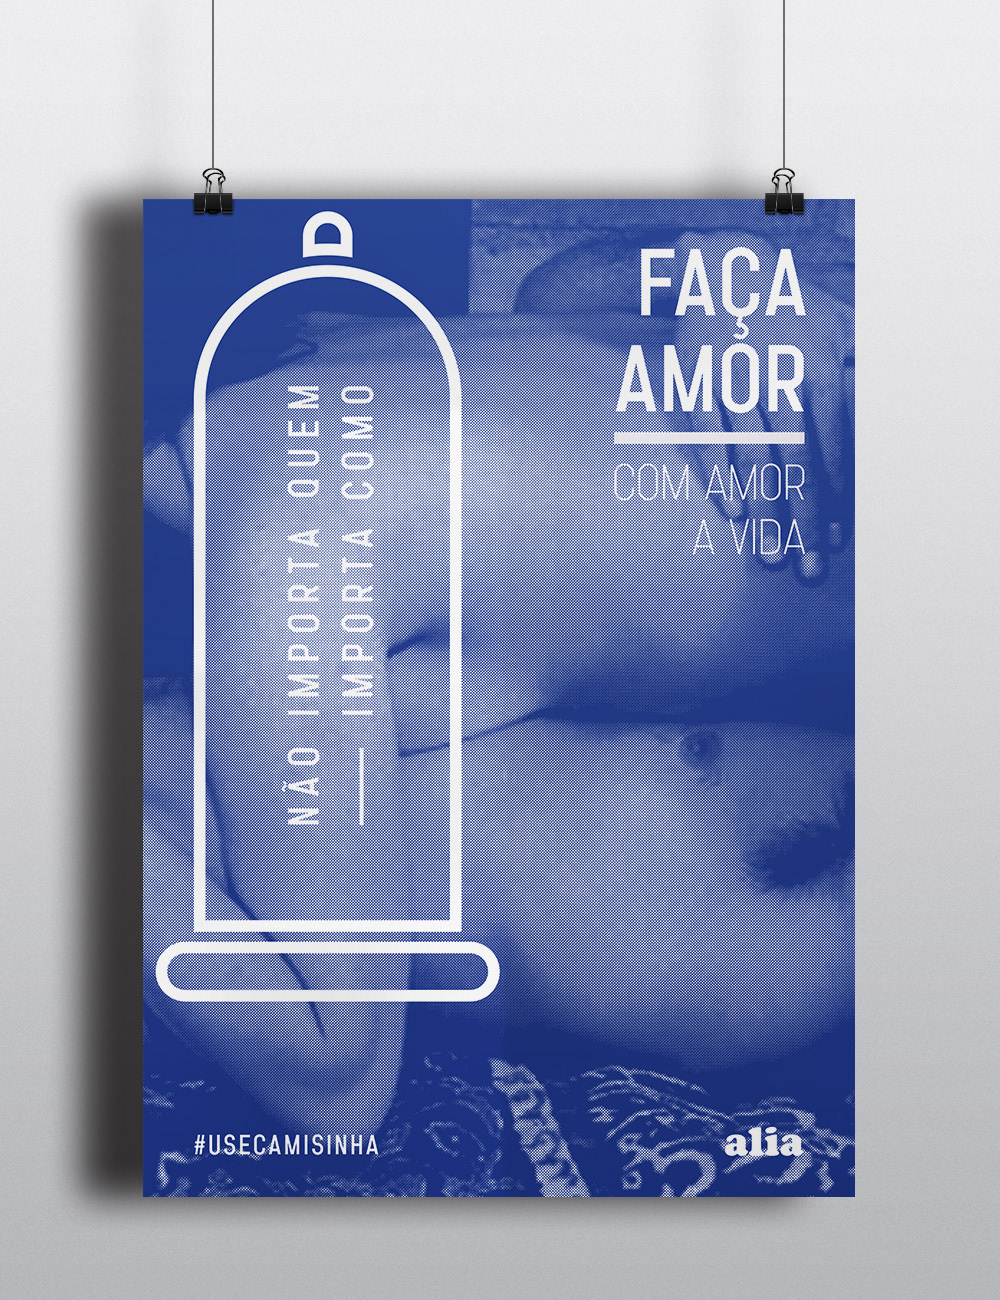 FAÇA
AMOR
COM AMOR
A VIDA
NÃO IMPORTA QUEM
IMPORTA COMO
#USECAMISINHA
alia